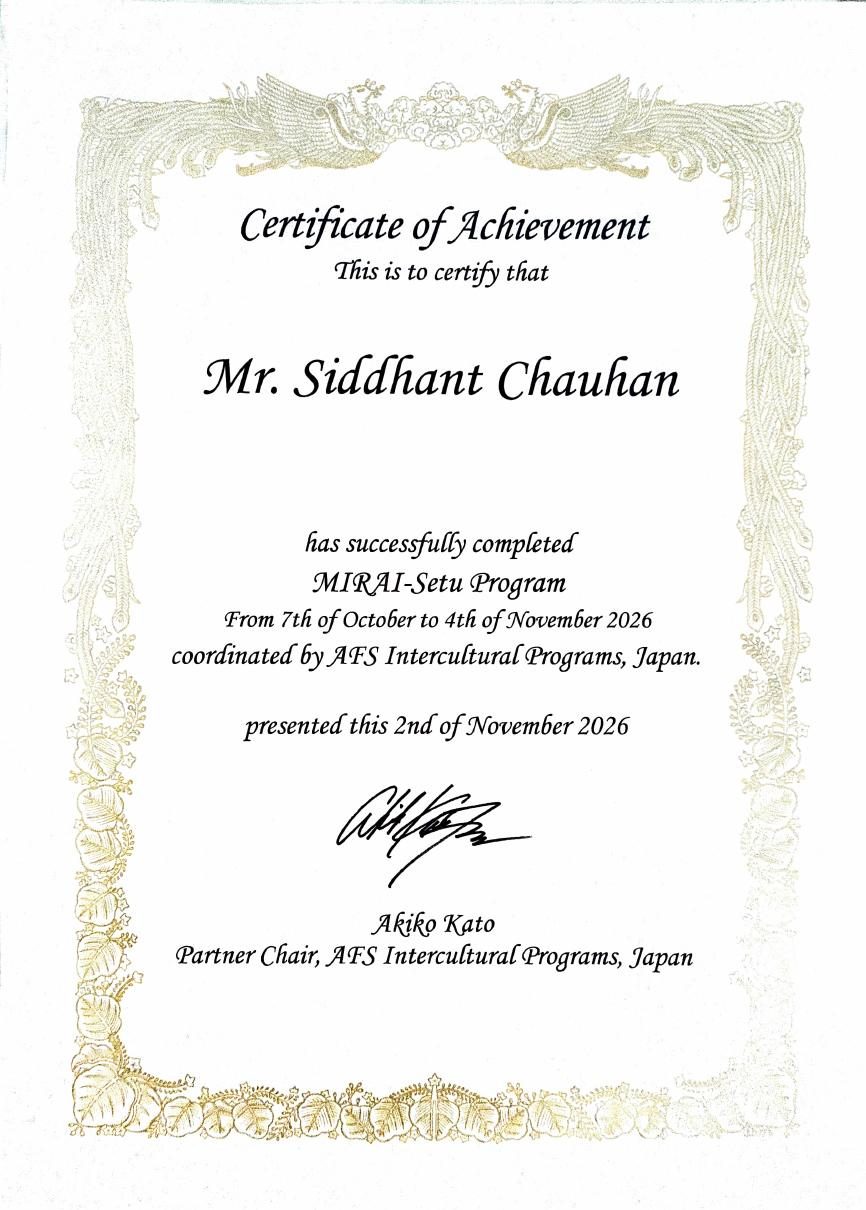 Certificate of Achievement
This is to certify that
Mr. Siddhant Chauhan
has successfully completed
MIRAI-Setu Program
From 7th of October to 4th of November 2026
coordinated by AFS Intercultural Programs, Japan.
presented this 2nd of November 2026
Akiko Kato
Partner Chair, AFS Intercultural Programs, Japan